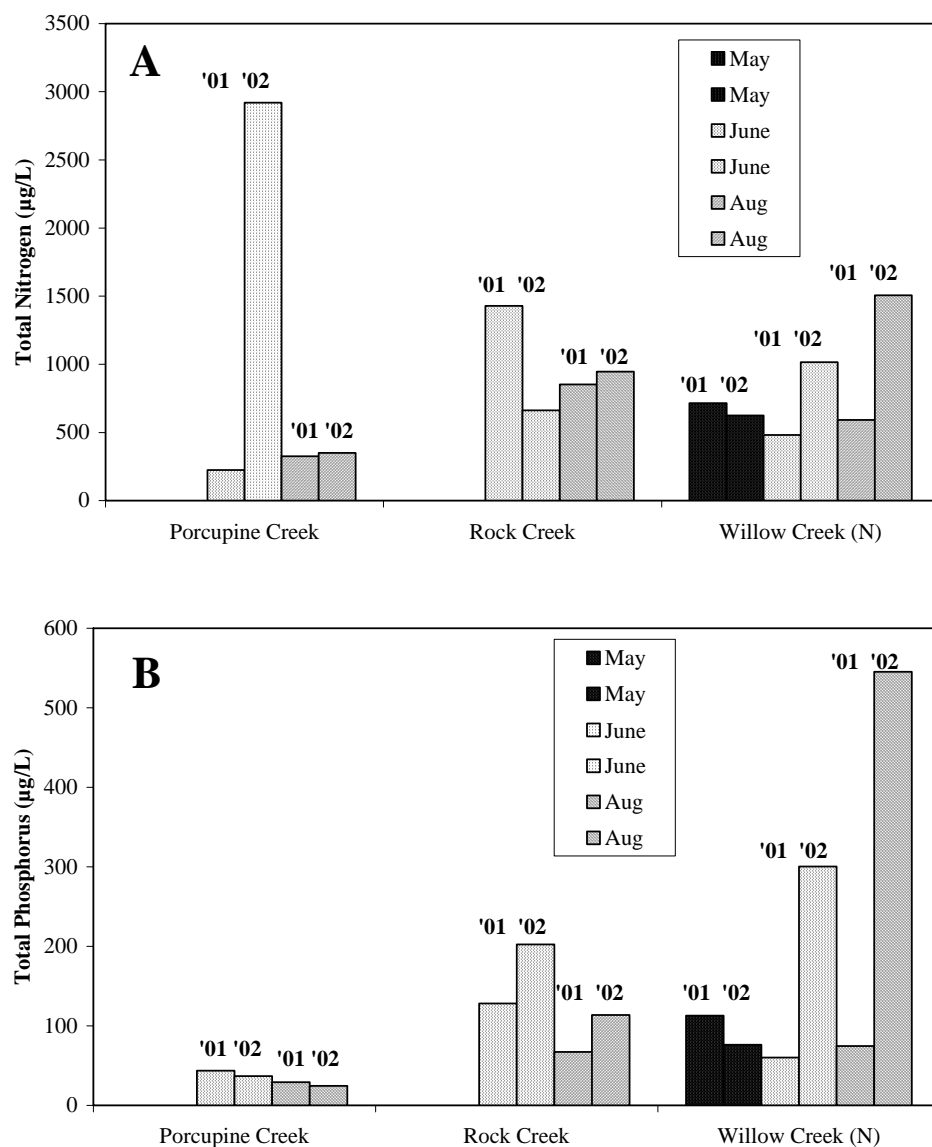 A
Total Nitrogen (µg/L)
3500
3000
2500
2000
1500
1000
500
0
'01 '02
'01 '02
'01 '02
'01 '02
'01 '02
'01 '02
'01 '02
May
May
June
June
Aug
Aug
Porcupine Creek Rock Creek Willow Creek (N)
B
Total Phosphorus (µg/L)
600
500
400
300
200
100
0
'01 '02
'01 '02
'01 '02
'01 '02
'01 '02
'01 '02
'01 '02
May
May
June
June
Aug
Aug
Porcupine Creek Rock Creek Willow Creek (N)